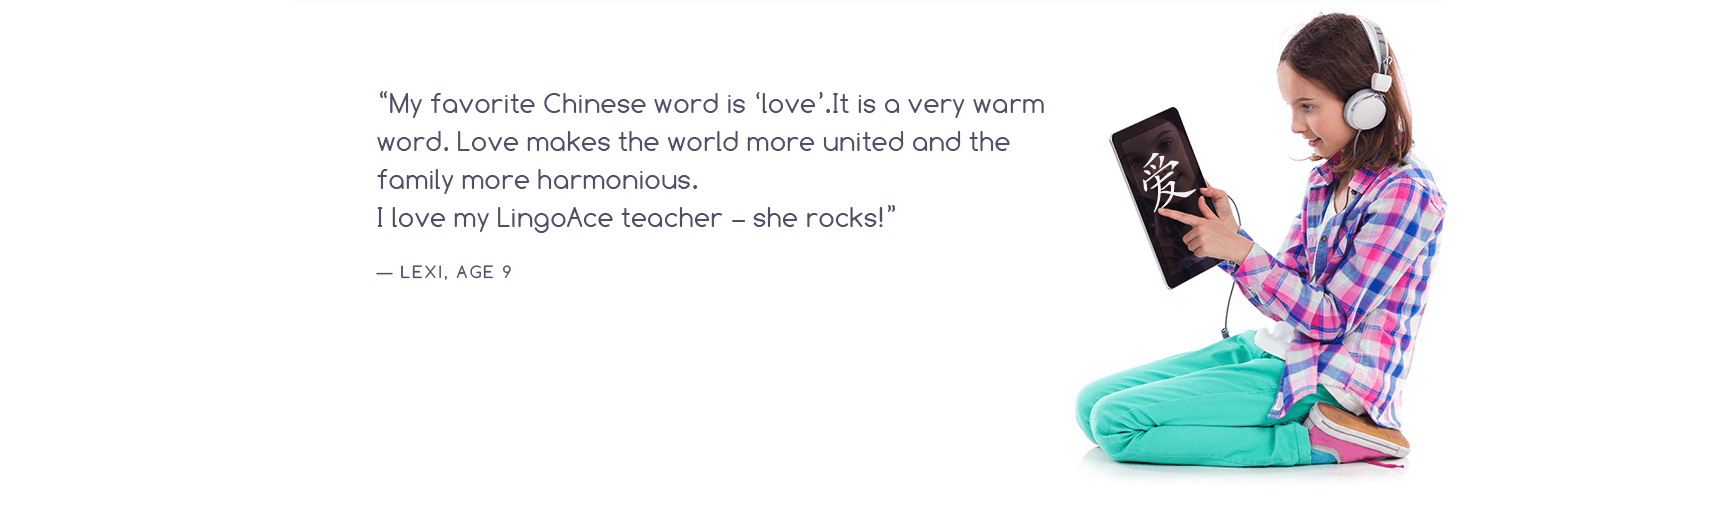 “My favorite Chinese word is ‘love’.It is a very warm
word. Love makes the world more united and the
family more harmonious.
I love my LingoAce teacher – she rocks!”
— LEXI, AGE 9
爱